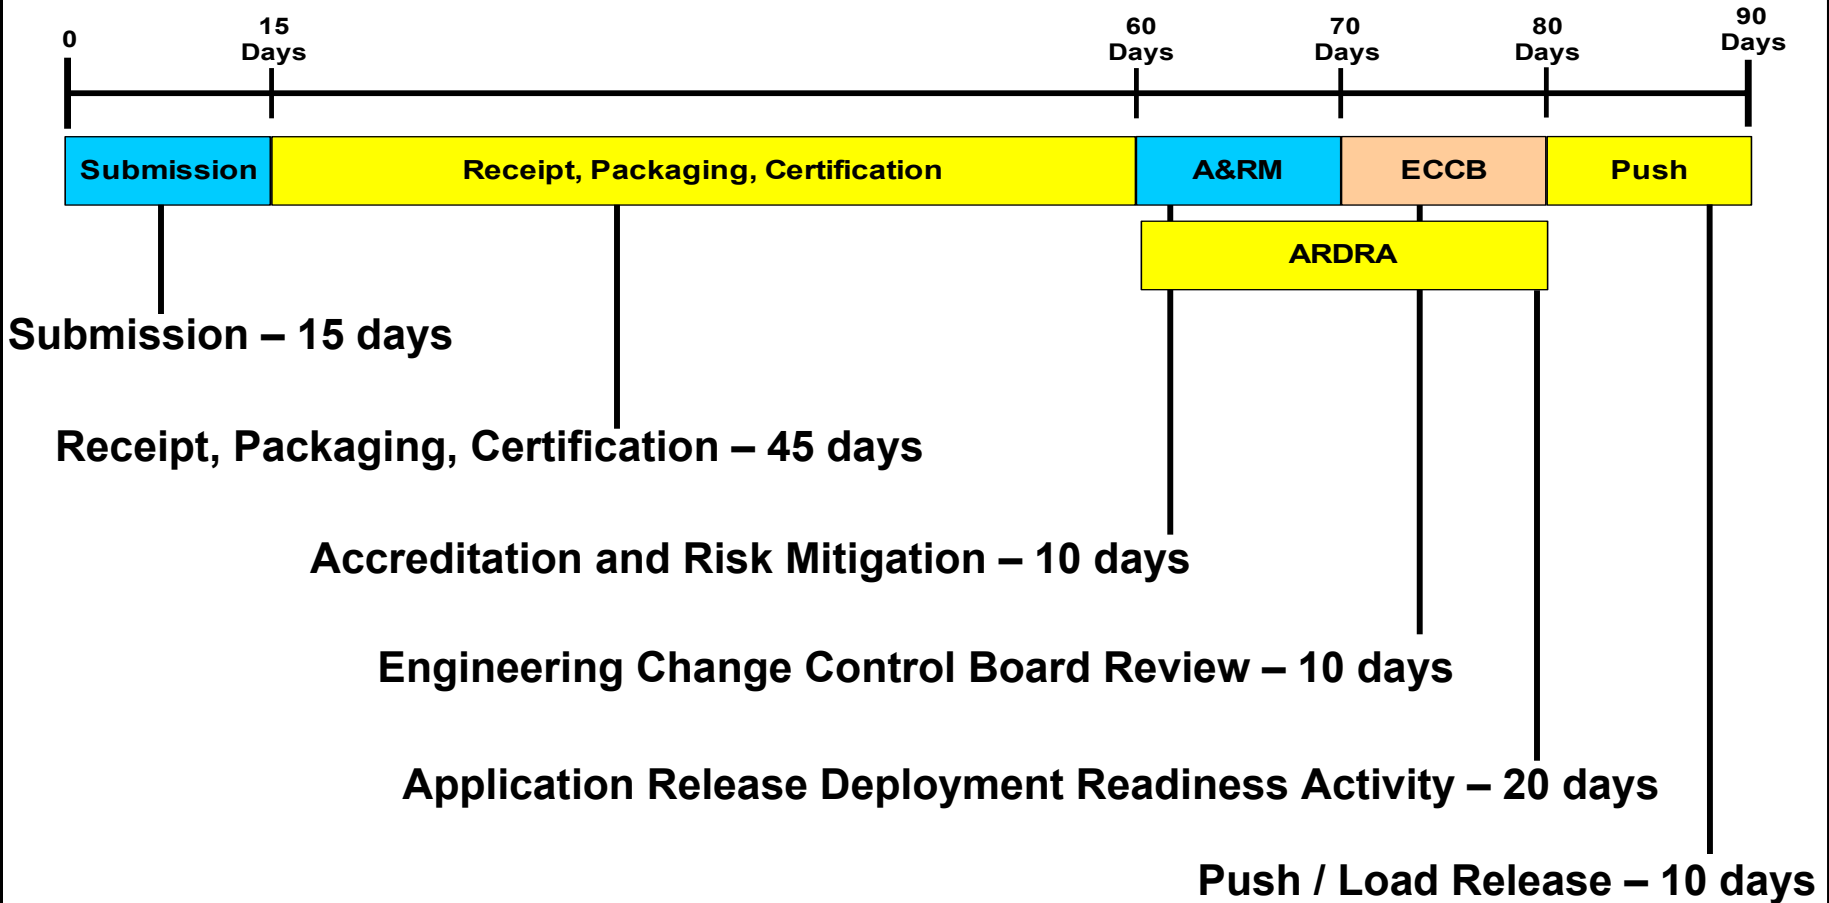 0
15
Days
60
Days
70
Days
80
Days
90
Days
Submission
Receipt, Packaging, Certification
A&RM
ECCB
Push
ARDRA
Submission – 15 days
Receipt, Packaging, Certification – 45 days
Accreditation and Risk Mitigation – 10 days
Engineering Change Control Board Review – 10 days
Application Release Deployment Readiness Activity – 20 days
Push / Load Release – 10 days